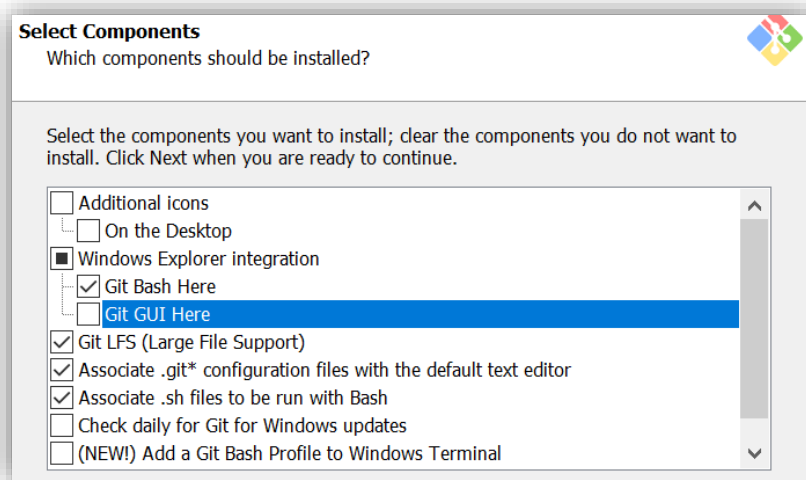 Select Components
Which components should be installed?
Select the components you want to install; clear the components you do not want to
install. Click Next when you are ready to continue.
Additional icons
On the Desktop
Windows Explorer integration
Git Bash Here
Git GUI Here
Git LFS (Large File Support)
Associate .git* configuration files with the default text editor
Associate .sh files to be run with Bash
Check daily for Git for Windows updates
(NEW!) Add a Git Bash Profile to Windows Terminal